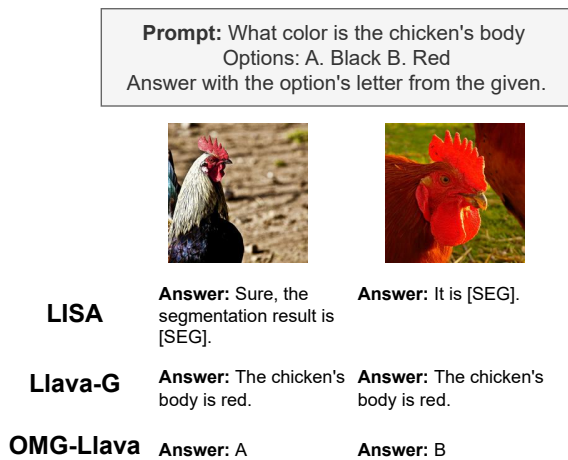 Prompt: What color is the chicken's body
Options: A. Black B. Red
Answer with the option's letter from the given.
LISA
Answer: Sure, the
segmentation result is
[SEG].
Answer: It is [SEG].
Llava-G
Answer: The chicken's
body is red.
Answer: The chicken's
body is red.
OMG-Llava
Answer: A
Answer: B